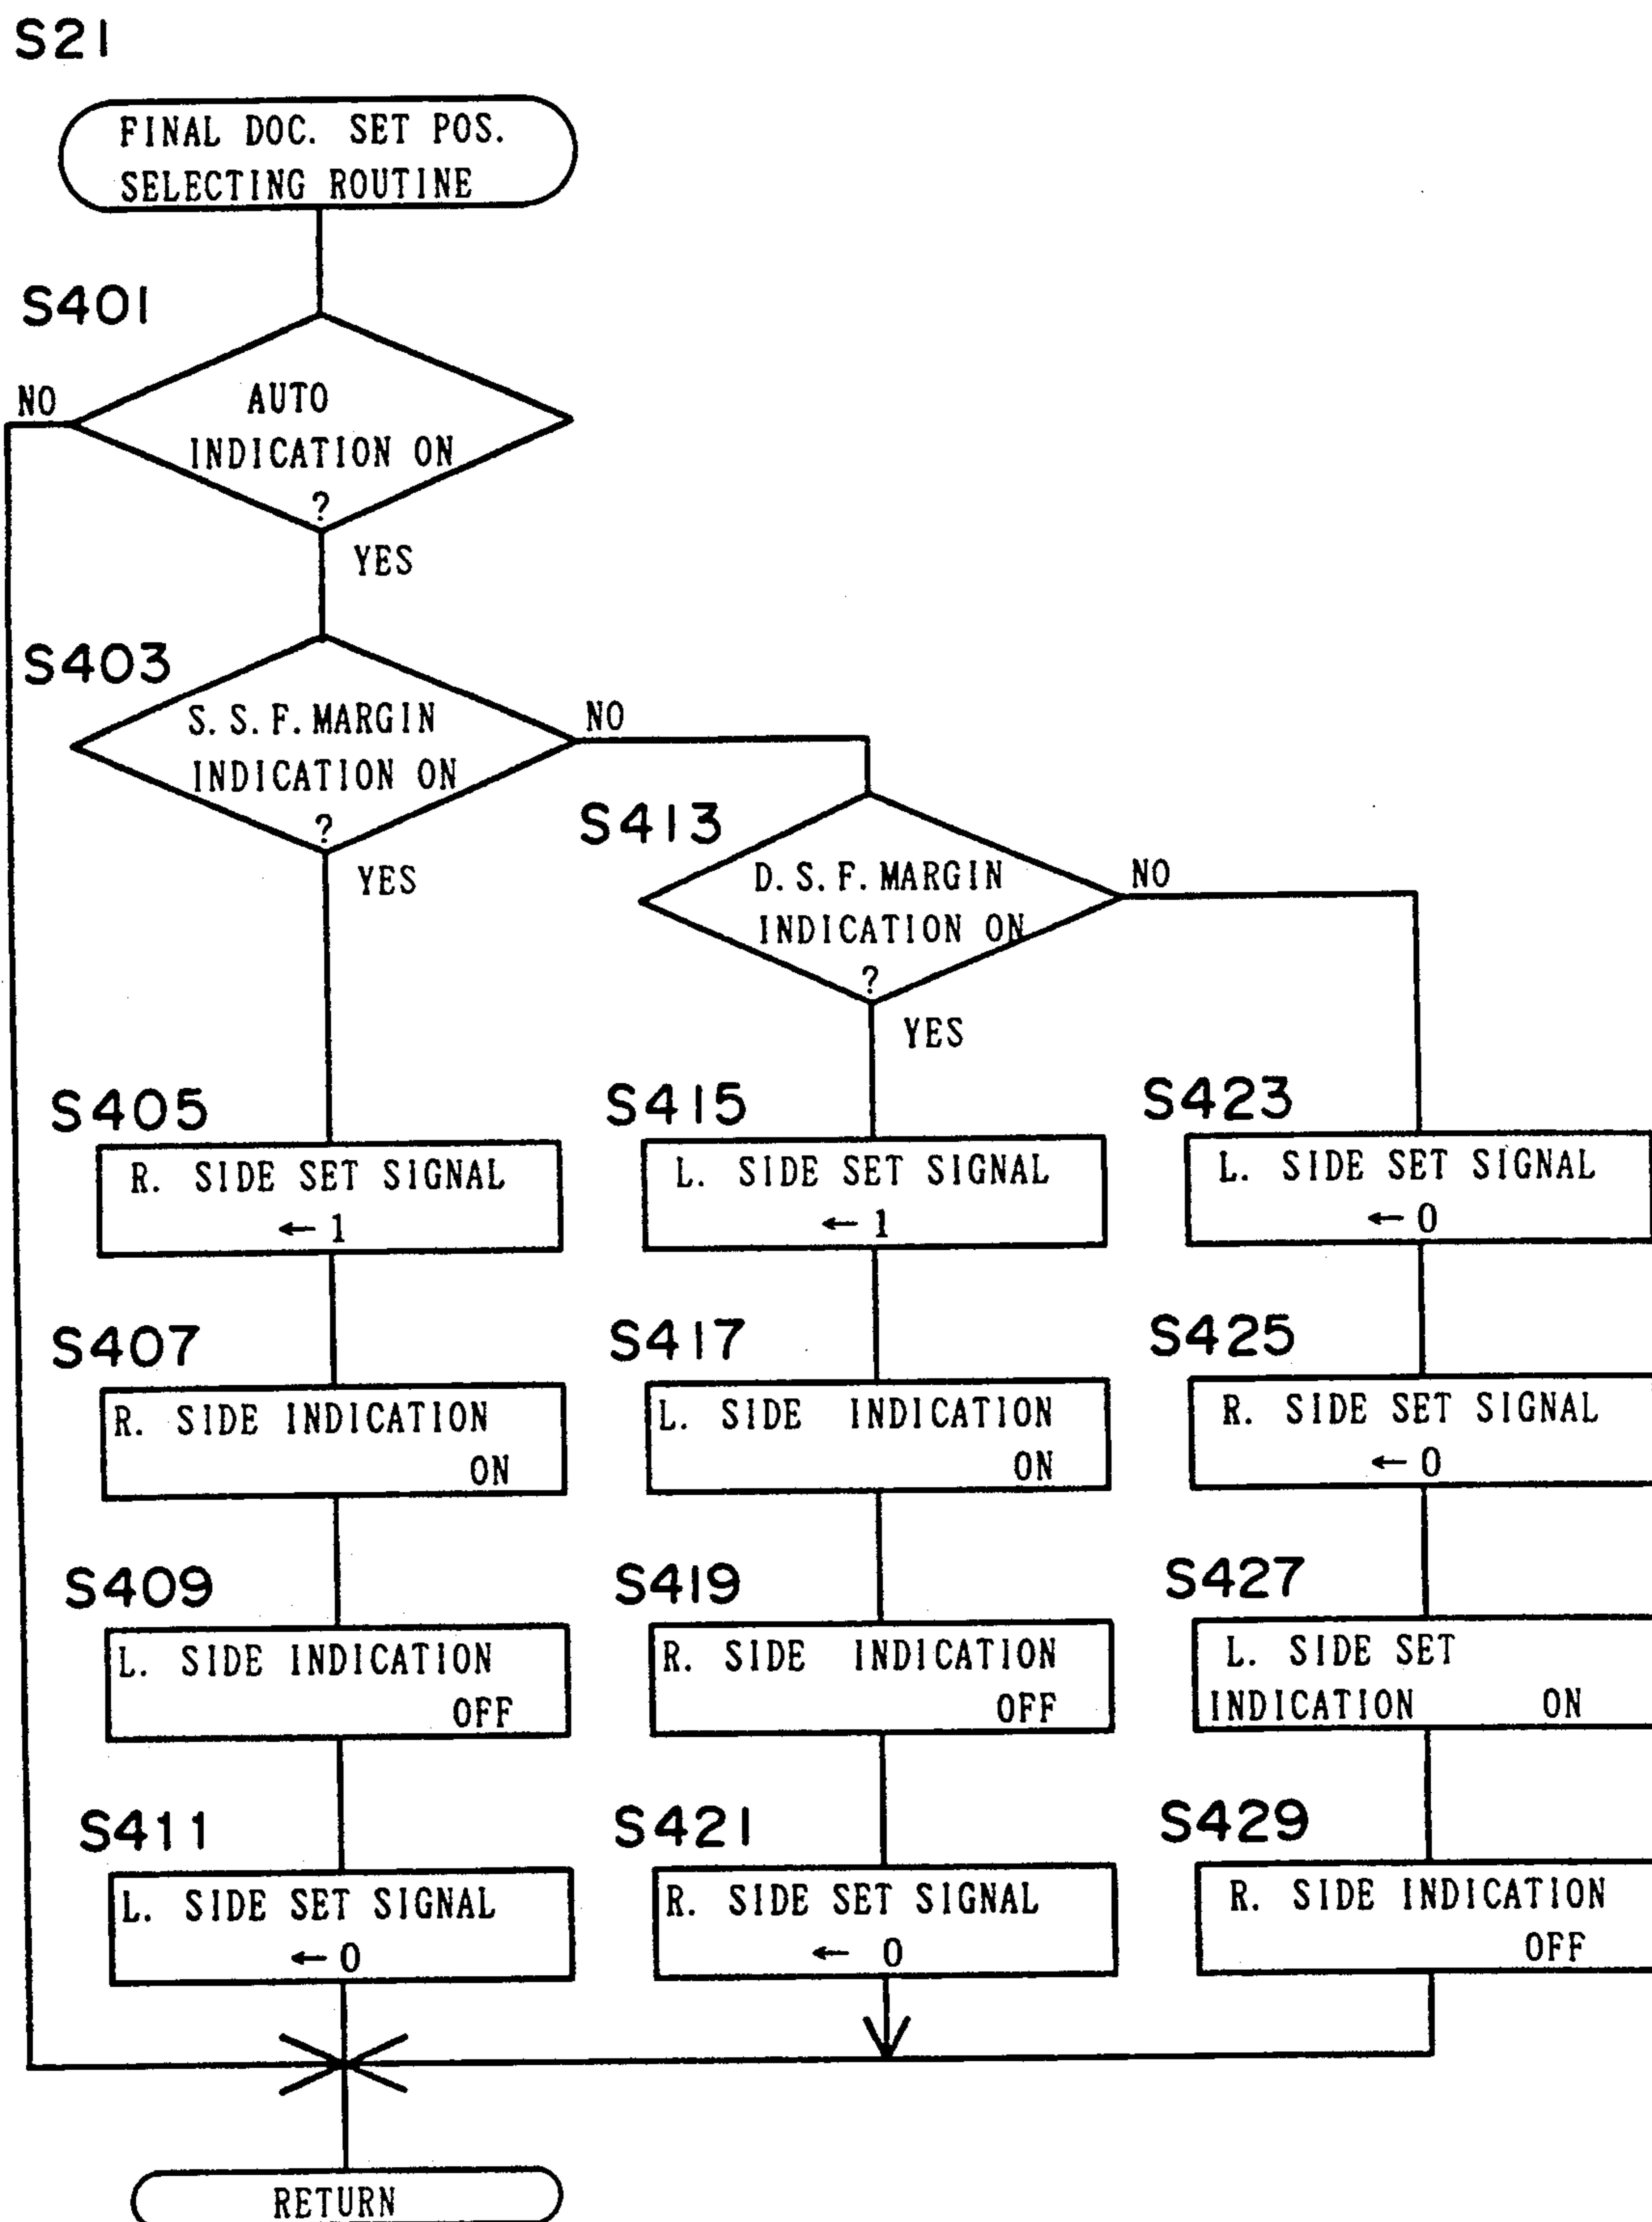 S21
FINAL DOC. SET POS.
SELECTING ROUTINE
S401
NO
AUTO
INDICATION ON
?
YES
S403
S. S. F. MARGIN
INDICATION ON
?
NO
YES
S413
D. S. F. MARGIN
INDICATION ON
?
NO
YES
S405
R. SIDE SET SIGNAL
← 1
S407
R. SIDE INDICATION
ON
S409
L. SIDE INDICATION
OFF
S411
L. SIDE SET SIGNAL
← 0
S415
L. SIDE SET SIGNAL
← 1
S417
L. SIDE INDICATION
ON
S419
R. SIDE INDICATION
OFF
S421
R. SIDE SET SIGNAL
← 0
S423
L. SIDE SET SIGNAL
← 0
S425
R. SIDE SET SIGNAL
← 0
S427
L. SIDE SET
INDICATION ON
S429
R. SIDE INDICATION
OFF
RETURN